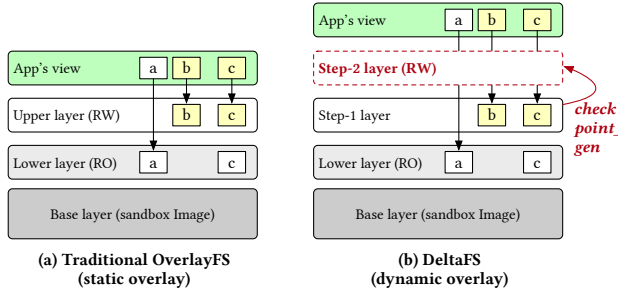 App's view
a
b
c
Upper layer (RW)
b
c
Lower layer (RO)
a
c
Base layer (sandbox Image)
(a) Traditional OverlayFS
(static overlay)
App's view
a
b
c
Step-2 layer (RW)
Step-1 layer
b
c
check
point_
gen
Lower layer (RO)
a
c
Base layer (sandbox Image)
(b) DeltaFS
(dynamic overlay)